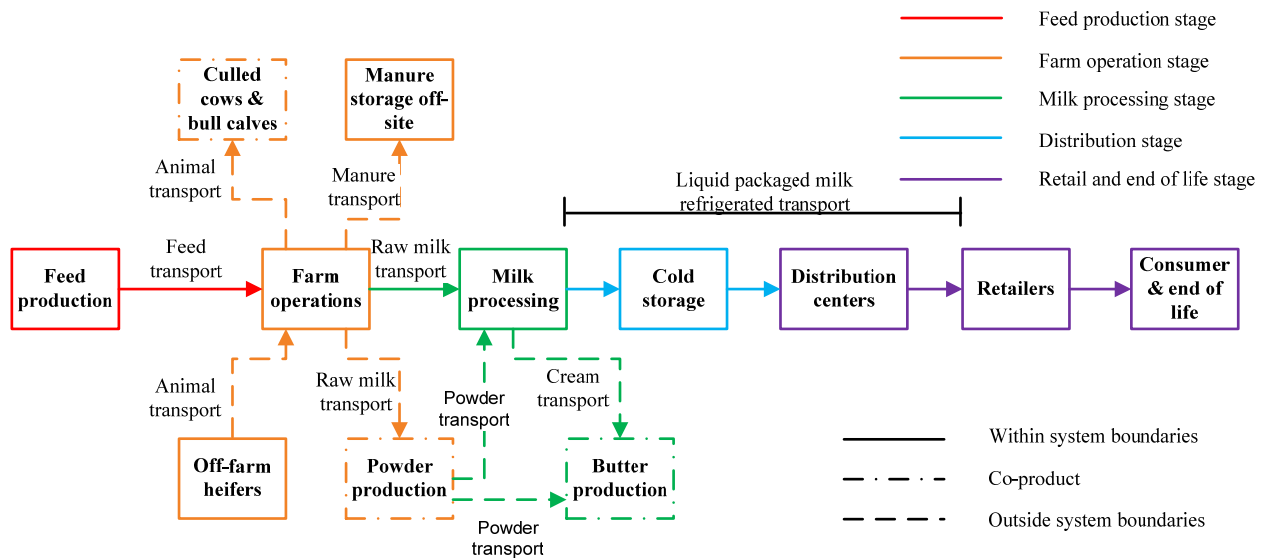 Feed production stage
Farm operation stage
Milk processing stage
Distribution stage
Retail and end of life stage
Culled
cows &
bull calves
Manure
storage off-
site
Animal
transport
Manure
transport
Liquid packaged milk
refrigerated transport
Feed
transport
Raw milk
transport
Feed
production
Farm
operations
Milk
processing
Cold
storage
Distribution
centers
Retailers
Consumer
& end of
life
Animal
transport
Raw milk
transport
Powder
transport
Cream
transport
Off-farm
heifers
Powder
production
Butter
production
Powder
transport
Within system boundaries
Co-product
Outside system boundaries